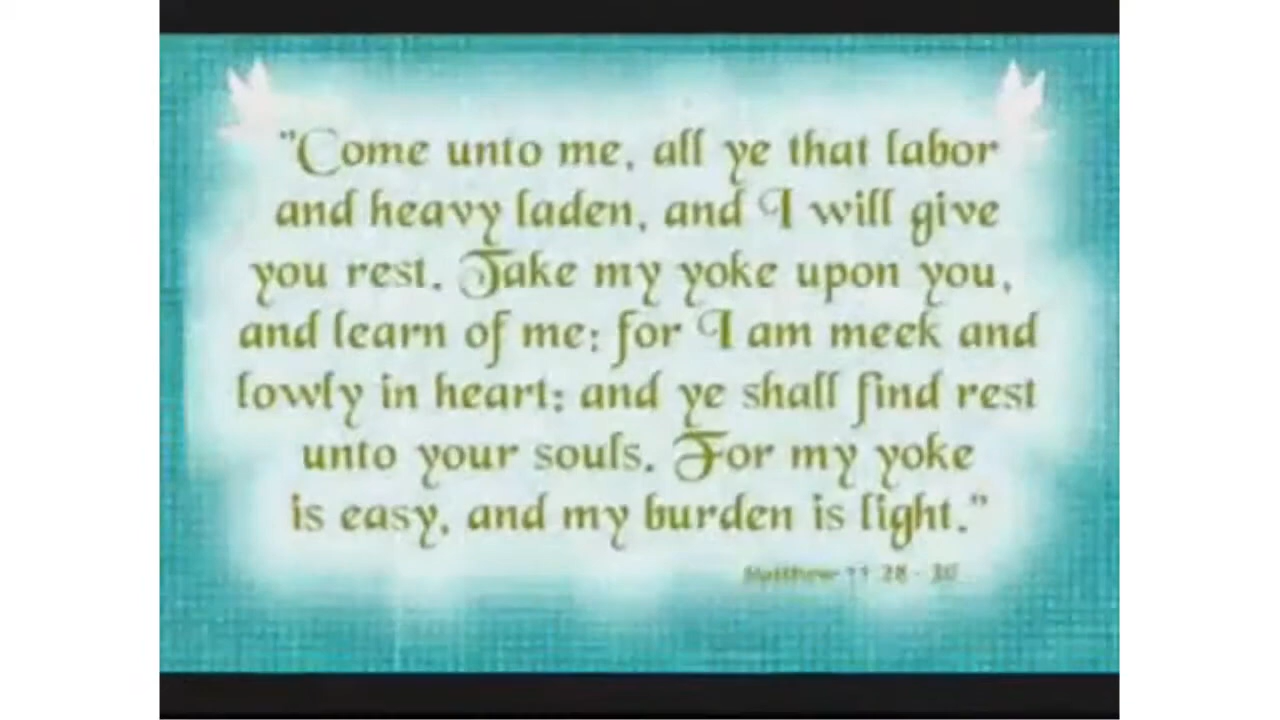 "Come unto me, all ye that labor
and heavy laden, and I will give
you rest. Take my yoke upon you,
and learn of me: for I am meek and
lowly in heart: and ye shall find rest
unto your souls. For my yoke
is easy, and my burden is light."
Matthew 11 28 - 30